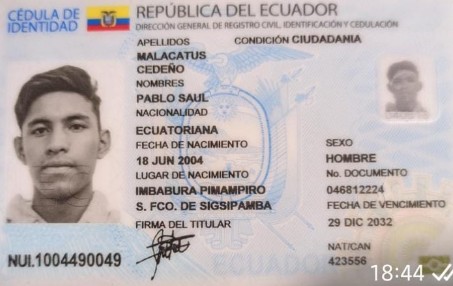 CÉDULA DE
IDENTIDAD
REPÚBLICA DEL ECUADOR
DIRECCIÓN GENERAL DE REGISTRO CIVIL, IDENTIFICACIÓN Y CEDULACIÓN
APELLIDOS
CONDICIÓN CIUDADANIA
MALACATUS
CEDEÑO
NOMBRES
PABLO SAUL
NACIONALIDAD
ECUATORIANA
FECHA DE NACIMIENTO
18 JUN 2004
LUGAR DE NACIMIENTO
IMBABURA PIMAMPIRO
S. FCO. DE SIGSIPAMBA
FIRMA DEL TITULAR
SEXO
HOMBRE
No. DOCUMENTO
046812224
FECHA DE VENCIMIENTO
29 DIC 2032
NAT/CAN
423556
NUI.1004490049
ECUADOR
18:44